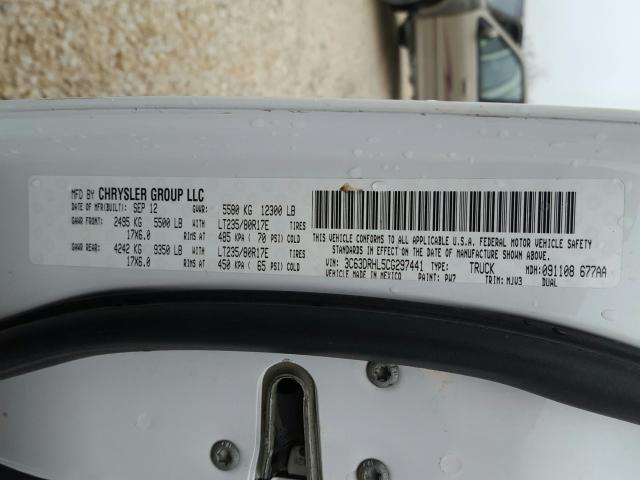 MFD BY CHRYSLER GROUP LLC
DATE OF MFR(BUILT): SEP 12 GVWR: 5580 KG 12300 LB
GAWR FRONT: 2495 KG 5500 LB WITH LT235/80R17E TIRES
17X6.0 RIMS AT 485 KPA ( 70 PSI) COLD
GAWR REAR: 4242 KG 9350 LB WITH LT235/80R17E TIRES
17X6.0 RIMS AT 450 KPA ( 65 PSI) COLD
THIS VEHICLE CONFORMS TO ALL APPLICABLE U.S.A. FEDERAL MOTOR VEHICLE SAFETY
STANDARDS IN EFFECT ON THE DATE OF MANUFACTURE SHOWN ABOVE.
VIN: 3C63DRHL5CG297441 TYPE: TRUCK MDH: 091108 677AA
VEHICLE MADE IN MEXICO PAINT: PW7 TRIM: MJV3 DUAL